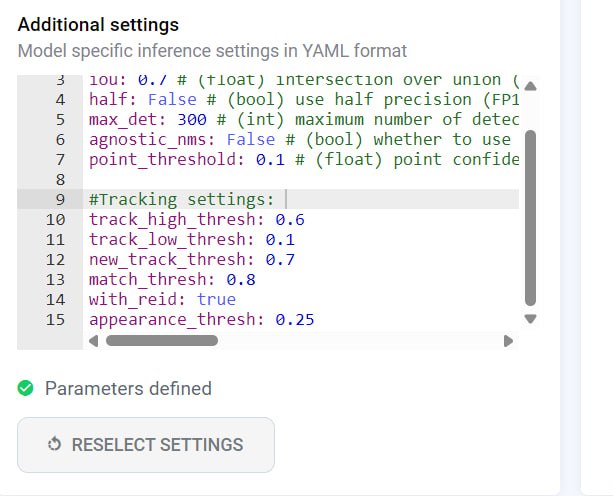 Additional settings
Model specific inference settings in YAML format
3 iou: 0.7 # (float) intersection over union (
4 half: False # (bool) use half precision (FP1
5 max_det: 300 # (int) maximum number of detec
6 agnostic_nms: False # (bool) whether to use
7 point_threshold: 0.1 # (float) point confide
8
9 #Tracking settings:
10 track_high_thresh: 0.6
11 track_low_thresh: 0.1
12 new_track_thresh: 0.7
13 match_thresh: 0.8
14 with_reid: true
15 appearance_thresh: 0.25
Parameters defined
RESELECT SETTINGS